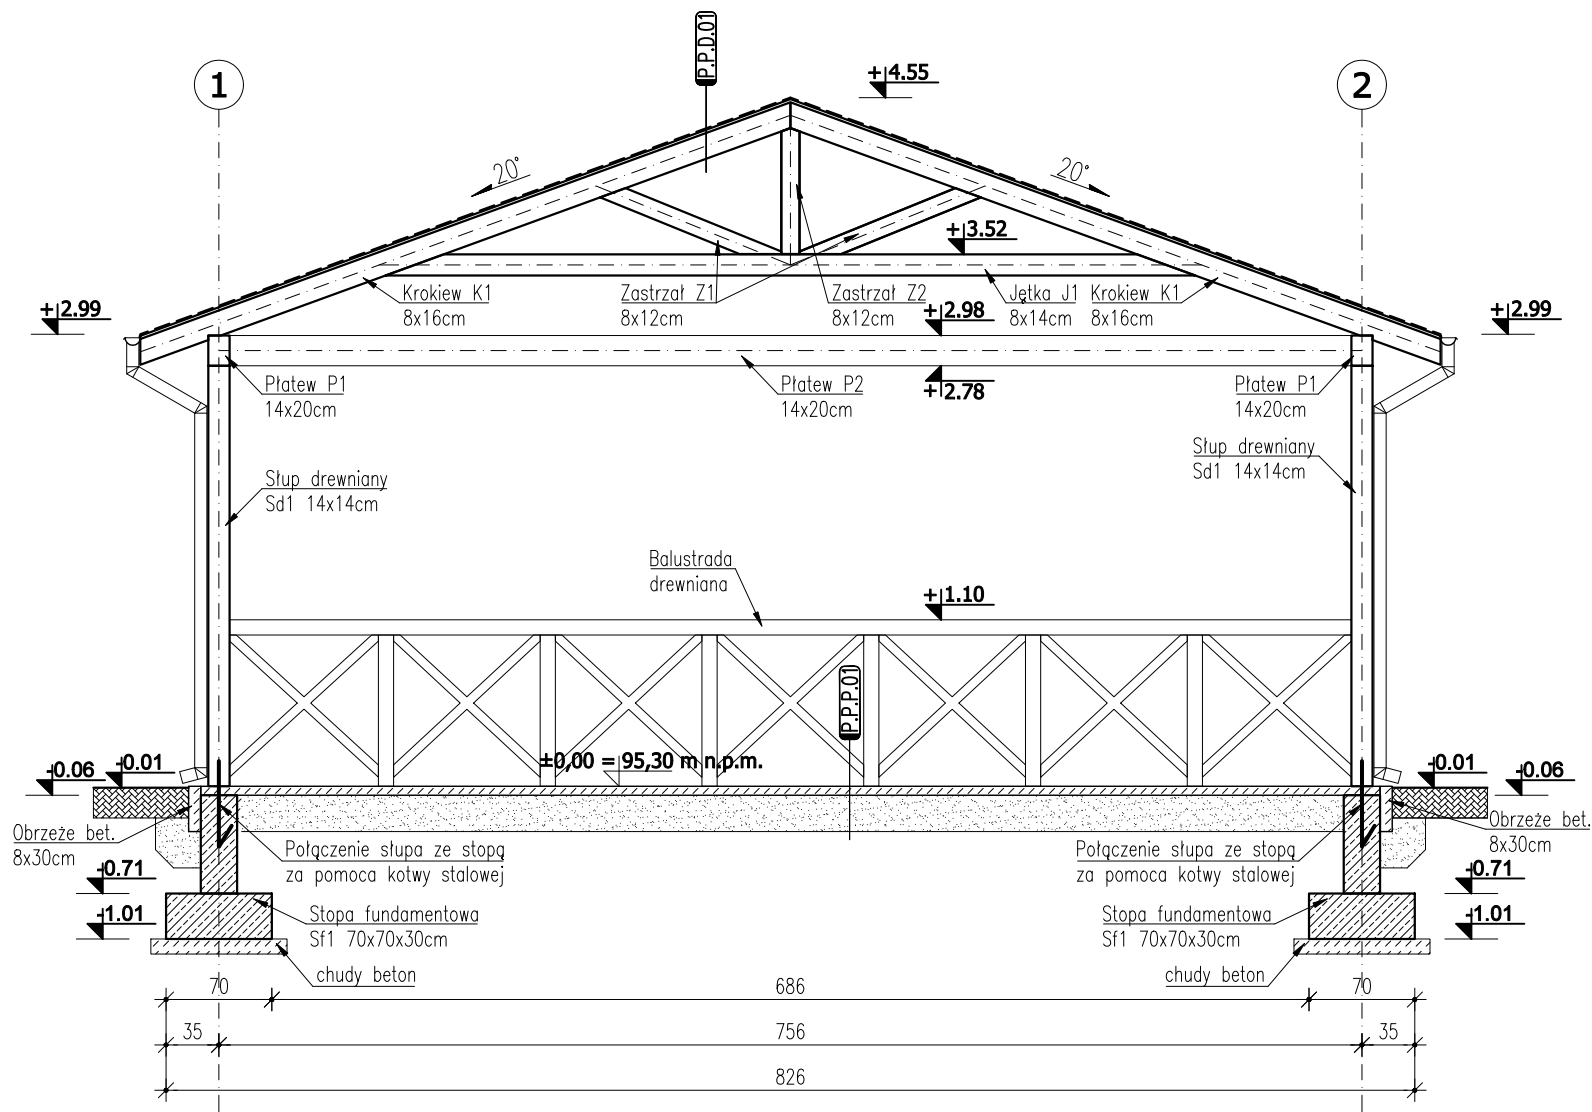 P.P.D.01
1
+4.55
2
20°
20°
+3.52
Krokiew K1
8x16cm
Zastrzał Z1
8x12cm
Zastrzał Z2
8x12cm
Jętka J1
8x14cm
Krokiew K1
8x16cm
+2.99
+2.98
+2.99
Płatew P1
14x20cm
Płatew P2
14x20cm
+2.78
Płatew P1
14x20cm
Słup drewniany
Sd1 14x14cm
Słup drewniany
Sd1 14x14cm
Balustrada
drewniana
+1.10
P.P.P.01
±0,00 = 95,30 m n.p.m.
-0.06
-0.01
-0.01
-0.06
Obrzeże bet.
8x30cm
Połączenie słupa ze stopą
za pomoca kotwy stalowej
Połączenie słupa ze stopą
za pomoca kotwy stalowej
Obrzeże bet.
8x30cm
-0.71
-0.71
Stopa fundamentowa
Sf1 70x70x30cm
Stopa fundamentowa
Sf1 70x70x30cm
-1.01
-1.01
chudy beton
chudy beton
70
686
70
35
756
35
826